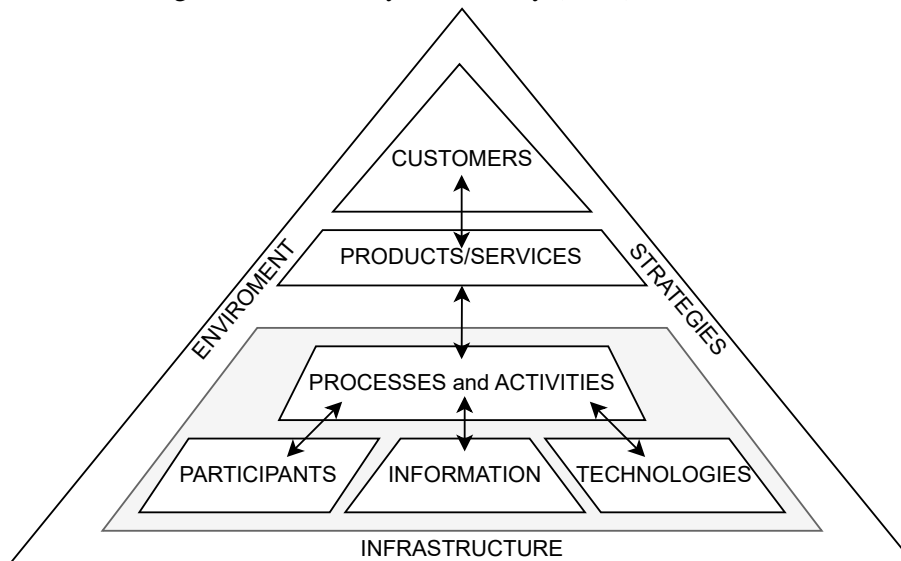 CUSTOMERS
PRODUCTS/SERVICES
ENVIROMENT
STRATEGIES
PROCESSES and ACTIVITIES
PARTICIPANTS
INFORMATION
TECHNOLOGIES
INFRASTRUCTURE